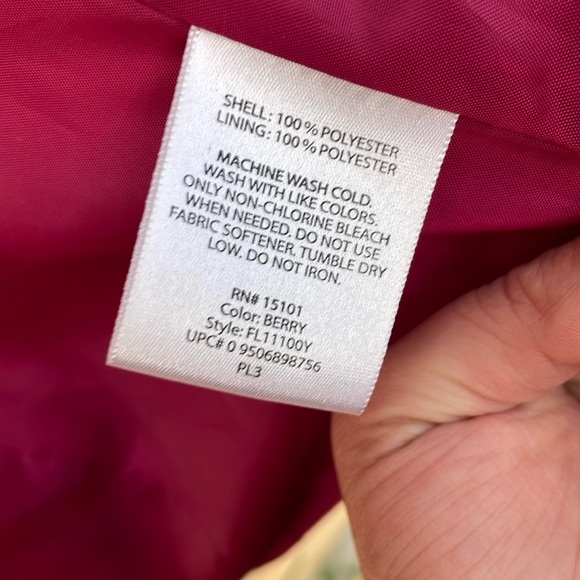 SHELL: 100% POLYESTER
LINING: 100% POLYESTER
MACHINE WASH COLD.
WASH WITH LIKE COLORS.
ONLY NON-CHLORINE BLEACH
WHEN NEEDED. DO NOT USE
FABRIC SOFTENER. TUMBLE DRY
LOW. DO NOT IRON.
RN# 15101
Color: BERRY
Style: FL11100Y
UPC# 0 9506898756
PL3